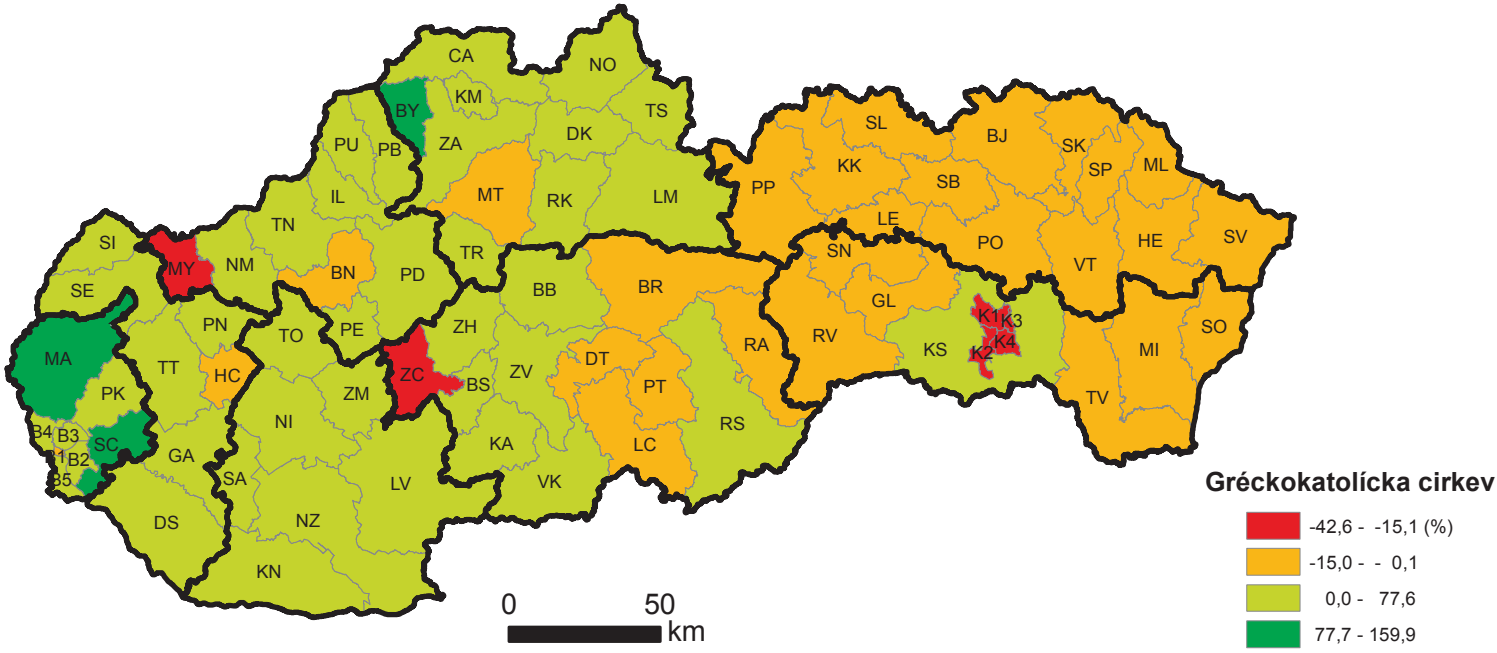 CA
NO
BY
KM
TS
DK
SL
BJ
PU
PB
ZA
SK
KK
SP
ML
PP
SB
MT
IL
RK
LM
TN
LE
SI
PO
HE
SV
NM
TR
SN
MY
BN
PD
VT
SE
BB
BR
GL
PN
TO
PE
ZH
K1
K3
SO
MA
RV
RA
K4
KS
K2
MI
TT
HC
ZC
DT
ZV
BS
PT
PK
ZM
TV
NI
RS
B4
B3
SC
KA
LC
B2
GA
B5
SA
LV
VK
DS
NZ
KN
Gréckokatolícka cirkev
-42,6 - -15,1 (%)
-15,0 - - 0,1
0,0 - 77,6
77,7 - 159,9
0 50
km